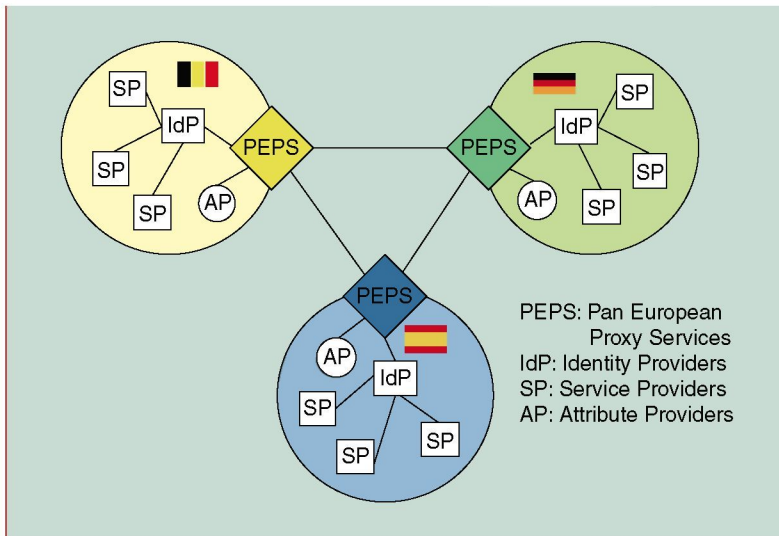 SP
IdP
SP
SP
AP
PEPS
PEPS
SP
IdP
SP
SP
AP
PEPS
AP
IdP
SP
SP
SP
PEPS: Pan European
Proxy Services
IdP: Identity Providers
SP: Service Providers
AP: Attribute Providers